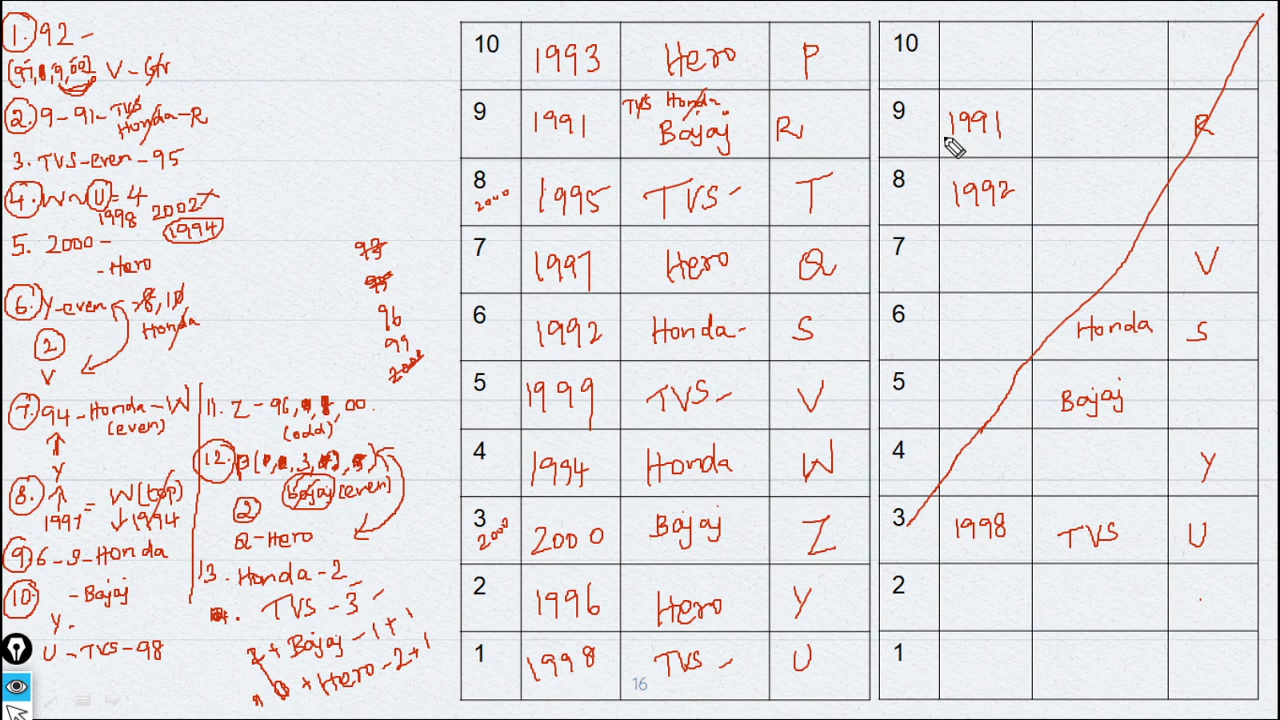 1. 92 -
V - Gr
2. 9 - 91 - TVS
Honda - R
3. TVS - even - 95
4. W ~ U = 4
1998 2002 X
1994
5. 2000 -
- Hero
6. Y - even - 8, 10
Honda
2
V
7. 94 - Honda - W
(even)
Y
8. = W (top)
1997 1994
9. 6 - S - Honda
10. - Bajaj
Y -
U - TVS - 98
97
95
96
99
2000
11. Z - 96, 00
(odd)
12.
Bajaj (even)
2
Q - Hero
13. Honda - 2
TVS - 3 -
Bajaj - 1 + 1
+ Hero - 2 + 1
10 1993 Hero P
TVS Honda
9 1991 Bajaj R
8 1995 TVS - T
2000
7 1997 Hero Q
6 1992 Honda - S
5 1999 TVS - V
4 1994 Honda W
3 2000 Bajaj Z
2000
2 1996 Hero Y
1 1998 TVS - U
16
10
9 1991 R
8 1992
7 V
6 Honda S
5 Bajaj
4 Y
3 1998 TVS U
2
1